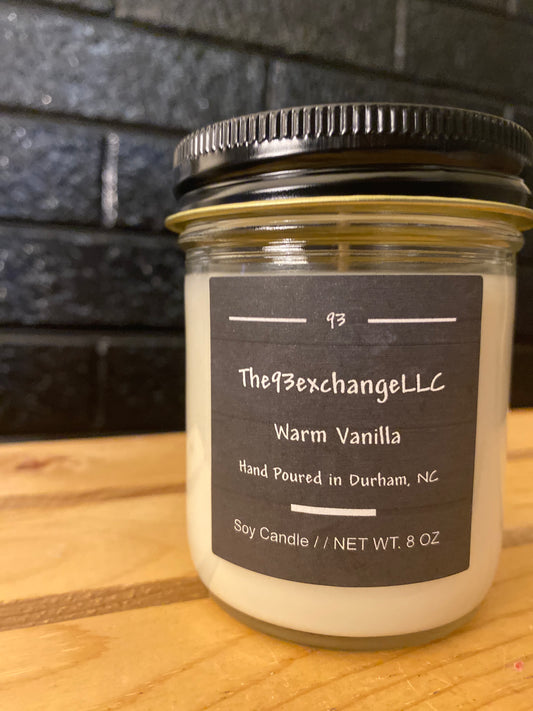 93
The93exchangeLLC
Warm Vanilla
Hand Poured in Durham, NC
Soy Candle // NET WT. 8 OZ